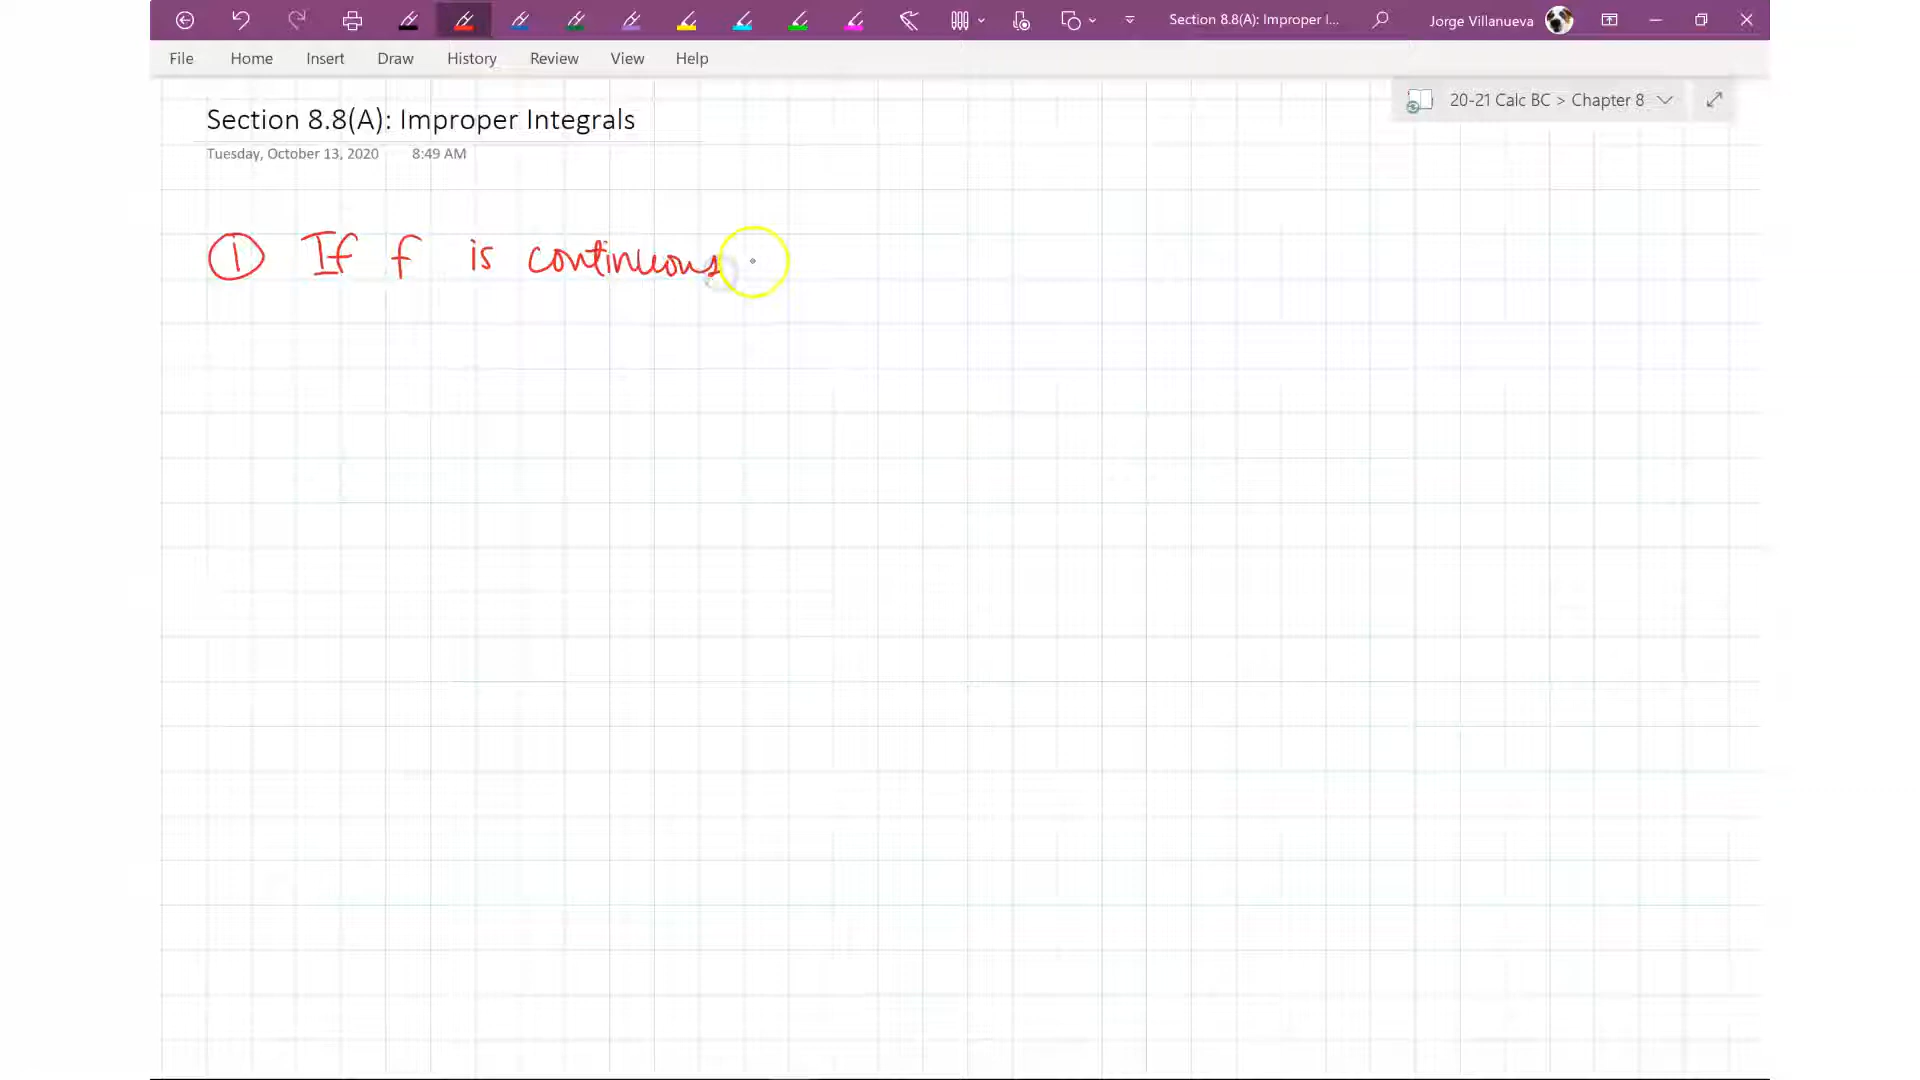 Section 8.8(A): Improper I...
Jorge Villanueva
File Home Insert Draw History Review View Help
20-21 Calc BC > Chapter 8
Section 8.8(A): Improper Integrals
Tuesday, October 13, 2020 8:49 AM
① If f is continuous